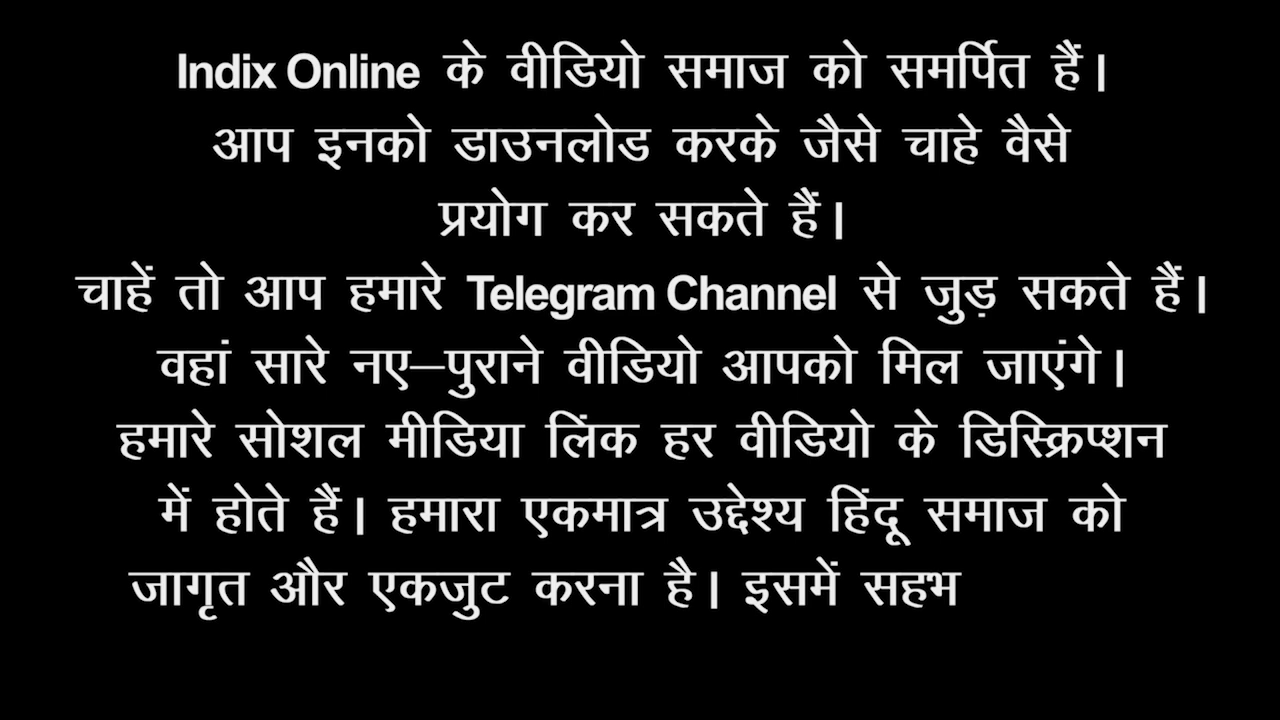 Indix Online के वीडियो समाज को समर्पित हैं।
आप इनको डाउनलोड करके जैसे चाहे वैसे
प्रयोग कर सकते हैं।
चाहें तो आप हमारे Telegram Channel से जुड़ सकते हैं।
वहां सारे नए–पुराने वीडियो आपको मिल जाएंगे।
हमारे सोशल मीडिया लिंक हर वीडियो के डिस्क्रिप्शन
में होते हैं। हमारा एकमात्र उद्देश्य हिंदू समाज को
जागृत और एकजुट करना है। इसमें सहभ